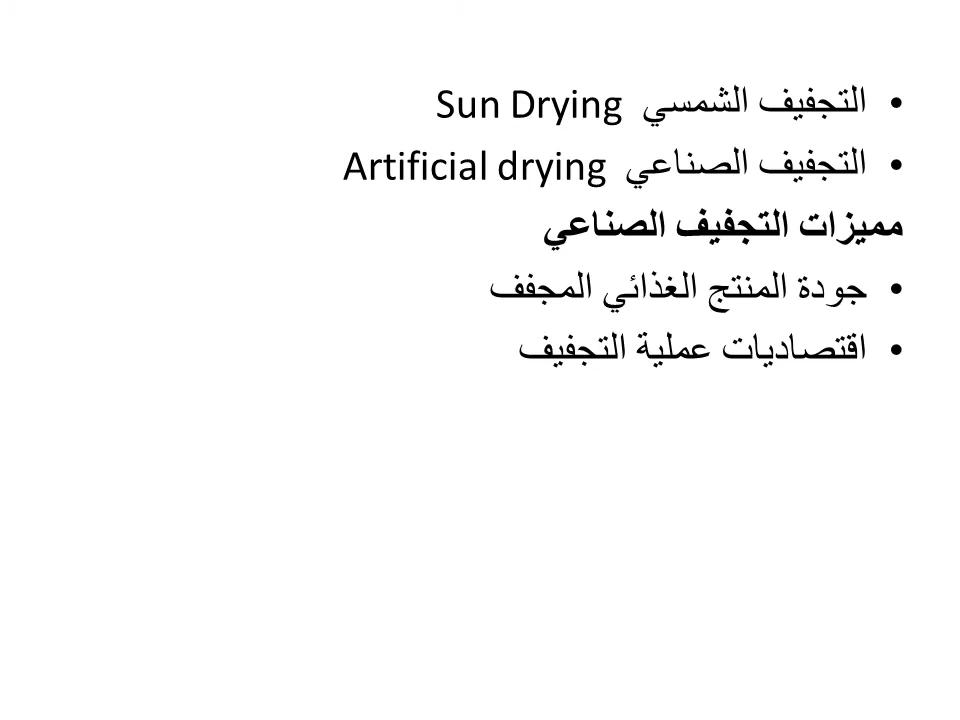 • التجفيف الشمسي Sun Drying
• التجفيف الصناعي Artificial drying
مميزات التجفيف الصناعي
• جودة المنتج الغذائي المجفف
• اقتصاديات عملية التجفيف